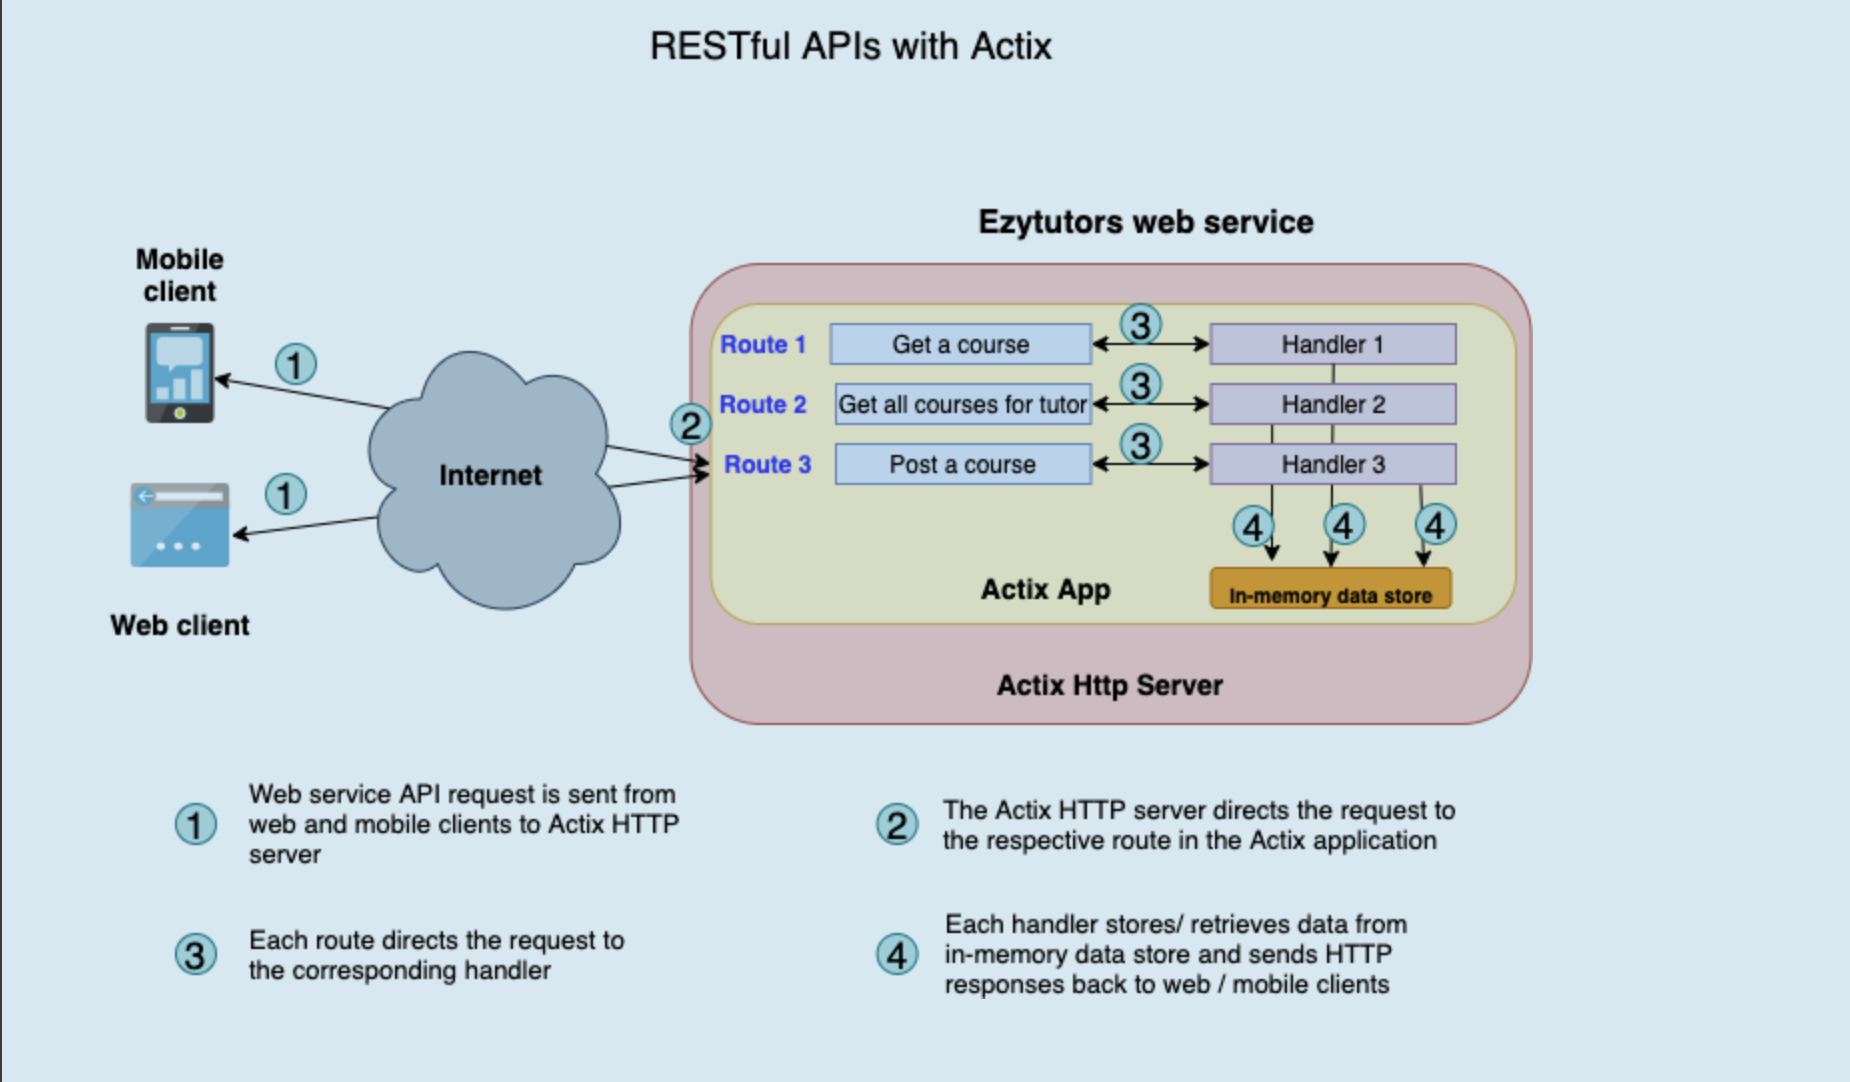 RESTful APIs with Actix
Ezytutors web service
Mobile
client
1
1
Web client
Internet
2
Route 1
Get a course
3
Handler 1
Route 2
Get all courses for tutor
3
Handler 2
Route 3
Post a course
3
Handler 3
4
4
4
Actix App
In-memory data store
Actix Http Server
1
Web service API request is sent from
web and mobile clients to Actix HTTP
server
2
The Actix HTTP server directs the request to
the respective route in the Actix application
3
Each route directs the request to
the corresponding handler
4
Each handler stores/ retrieves data from
in-memory data store and sends HTTP
responses back to web / mobile clients